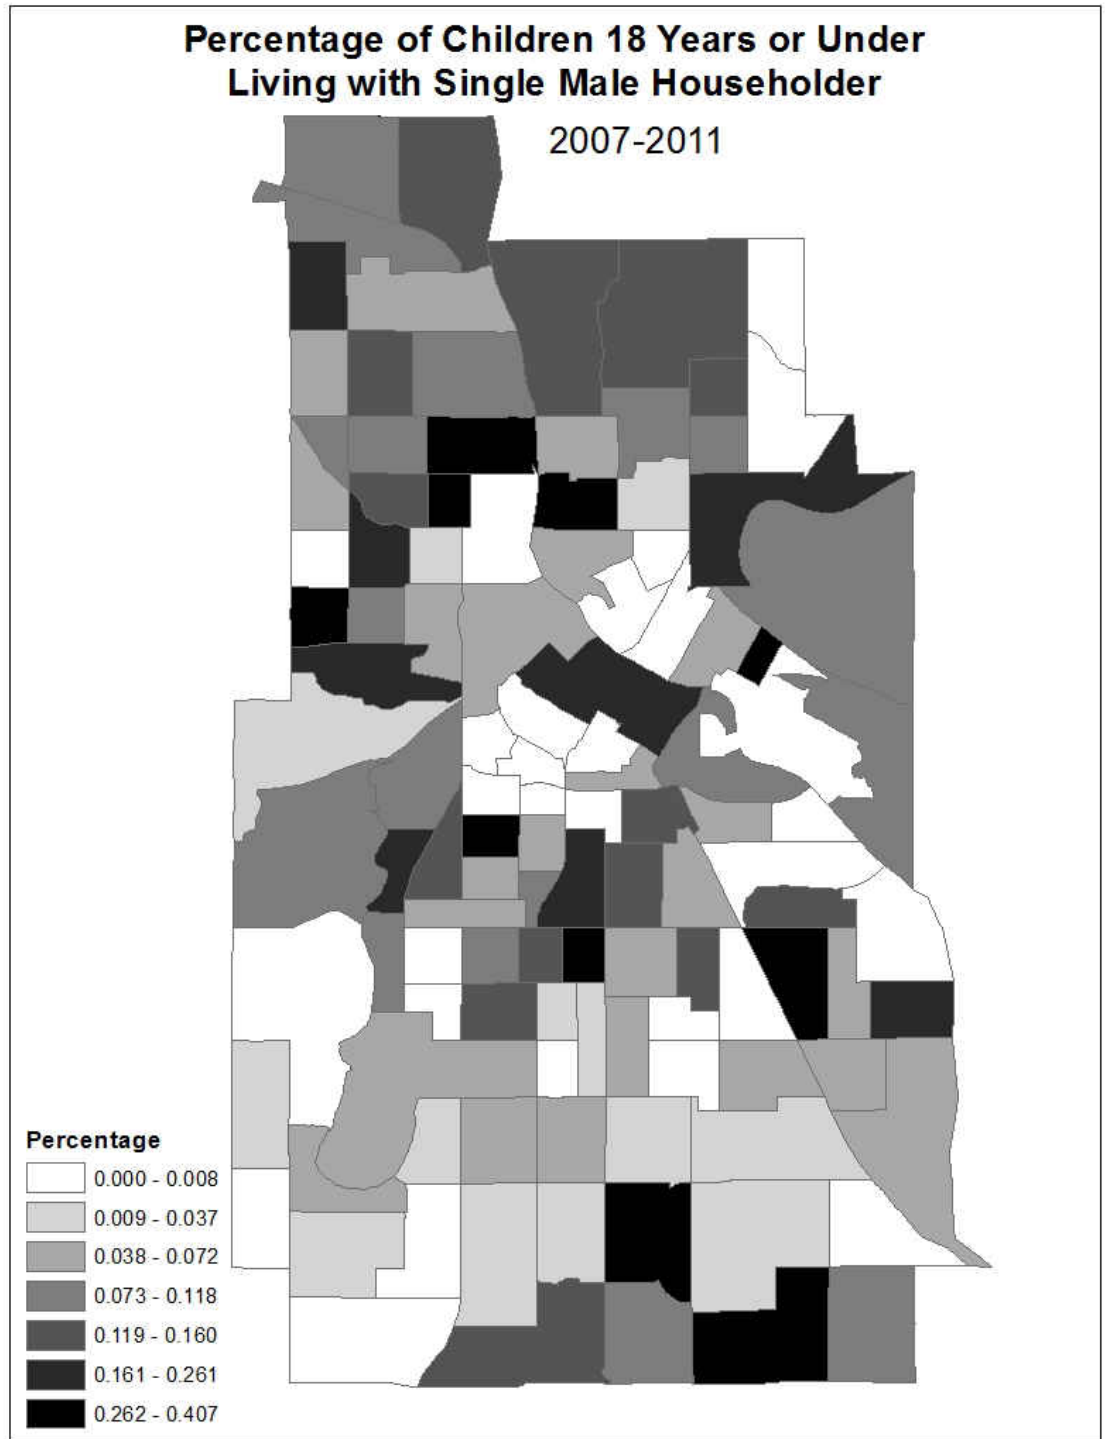 Percentage of Children 18 Years or Under
Living with Single Male Householder
2007-2011
Percentage
0.000 - 0.008
0.009 - 0.037
0.038 - 0.072
0.073 - 0.118
0.119 - 0.160
0.161 - 0.261
0.262 - 0.407